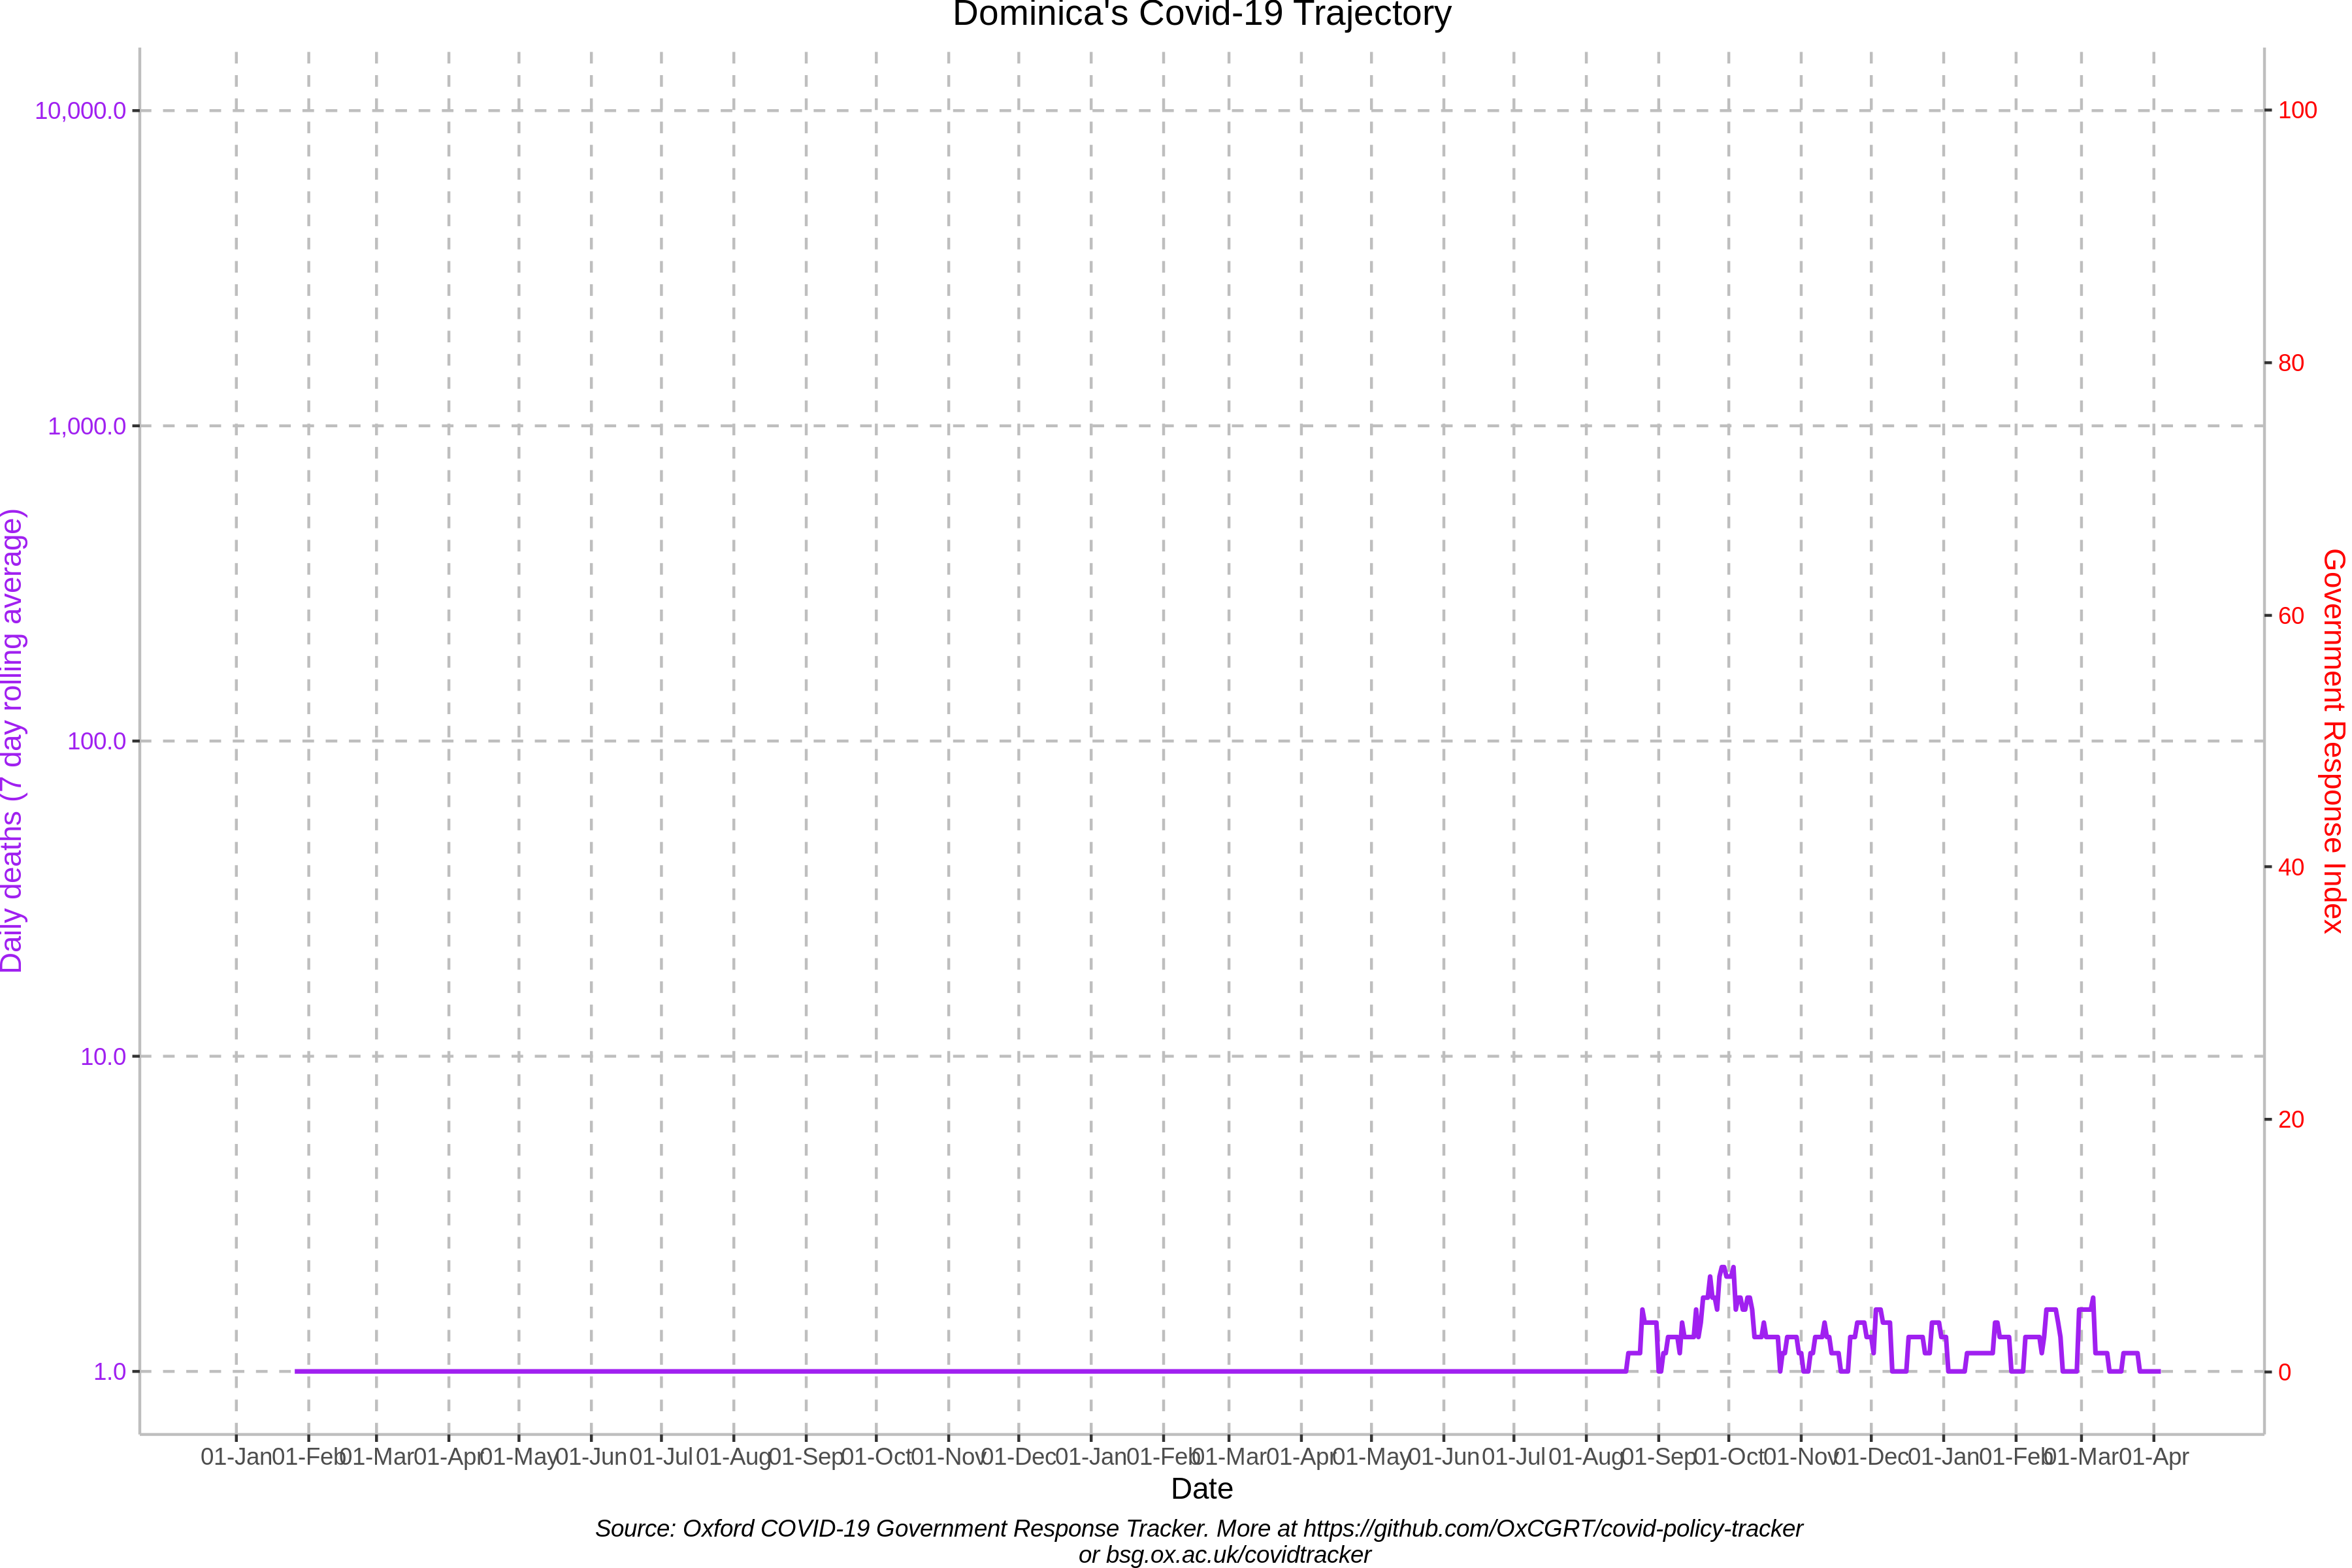 Dominica's Covid-19 Trajectory
10,000.0
1,000.0
100.0
10.0
1.0
Daily deaths (7 day rolling average)
100
80
60
40
20
0
Government Response Index
01-Jan 01-Feb 01-Mar 01-Apr 01-May 01-Jun 01-Jul 01-Aug 01-Sep 01-Oct 01-Nov 01-Dec 01-Jan 01-Feb 01-Mar 01-Apr 01-May 01-Jun 01-Jul 01-Aug 01-Sep 01-Oct 01-Nov 01-Dec 01-Jan 01-Feb 01-Mar 01-Apr
Date
Source: Oxford COVID-19 Government Response Tracker. More at https://github.com/OxCGRT/covid-policy-tracker
or bsg.ox.ac.uk/covidtracker